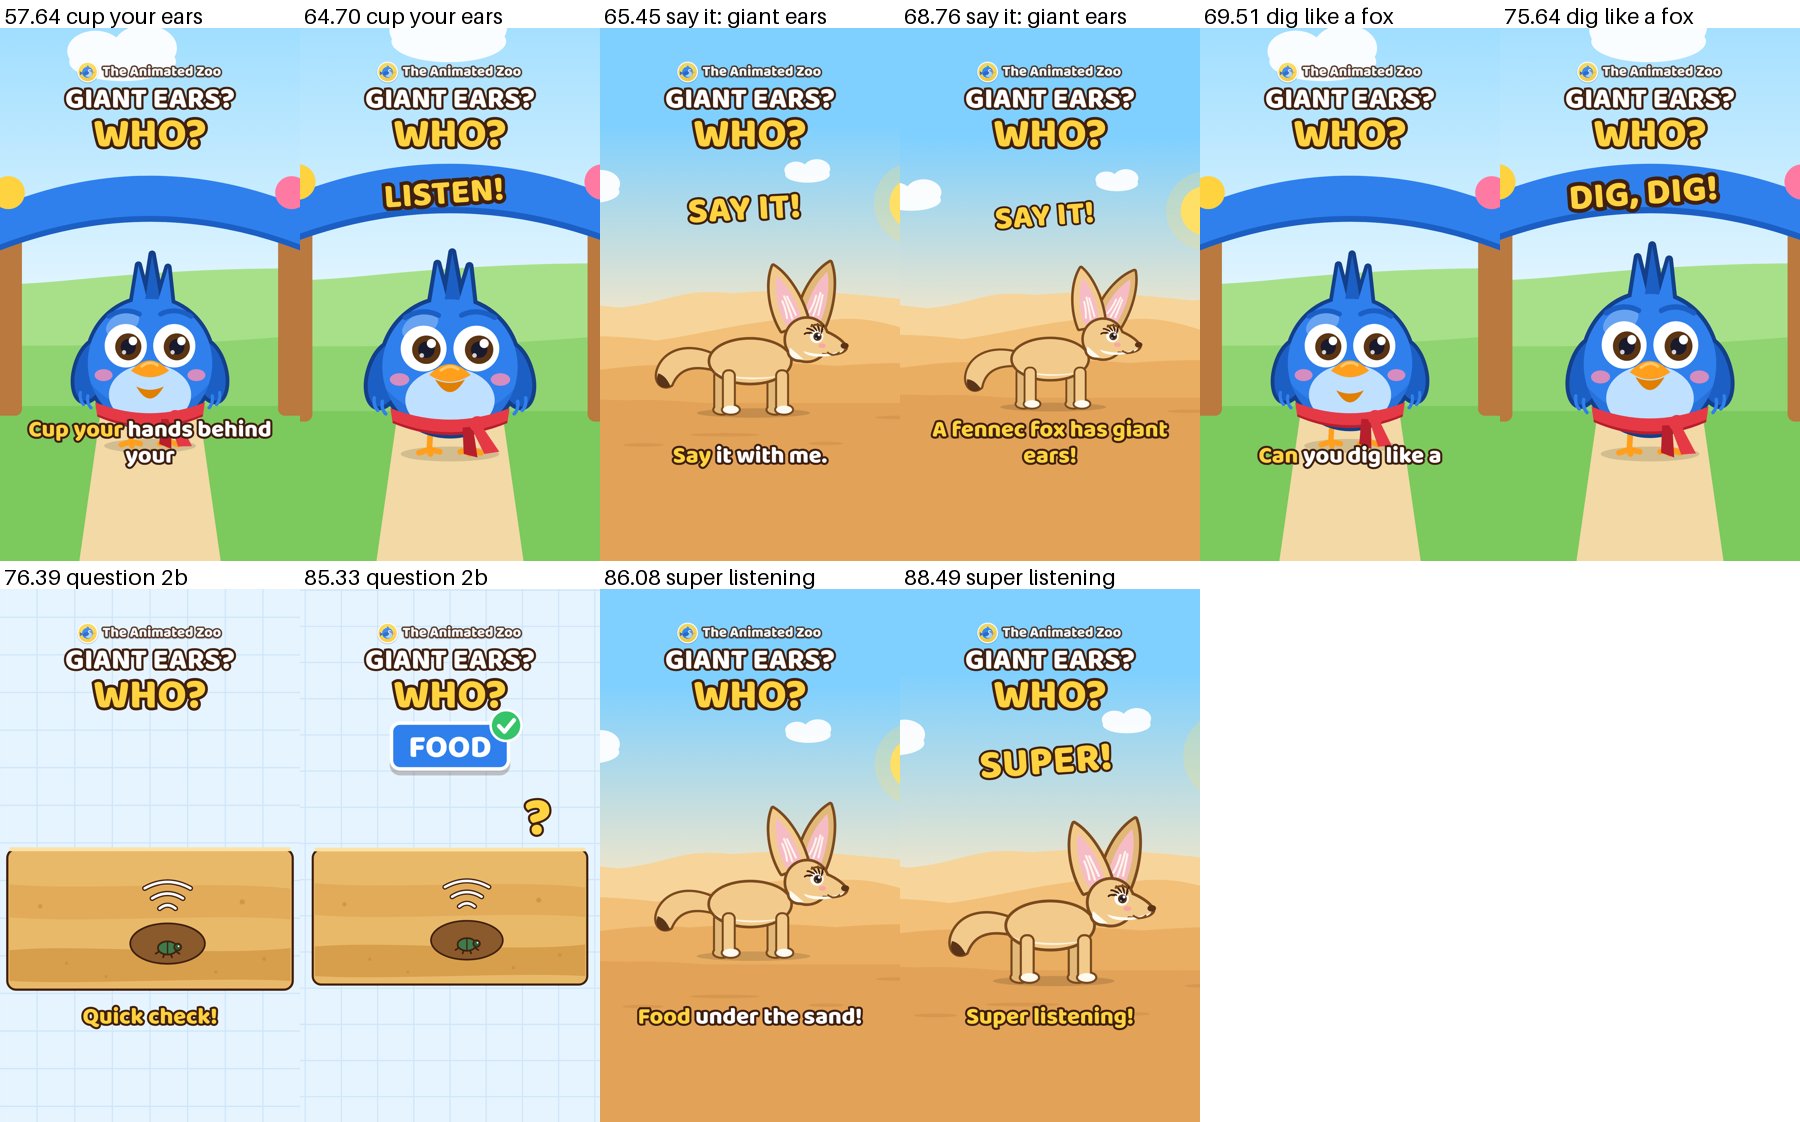 57.64 cup your ears
The Animated Zoo
GIANT EARS?
WHO?
Cup your hands behind
your
64.70 cup your ears
The Animated Zoo
GIANT EARS?
WHO?
LISTEN!
65.45 say it: giant ears
The Animated Zoo
GIANT EARS?
WHO?
SAY IT!
Say it with me.
68.76 say it: giant ears
The Animated Zoo
GIANT EARS?
WHO?
SAY IT!
A fennec fox has giant
ears!
69.51 dig like a fox
The Animated Zoo
GIANT EARS?
WHO?
Can you dig like a
75.64 dig like a fox
The Animated Zoo
GIANT EARS?
WHO?
DIG, DIG!
76.39 question 2b
The Animated Zoo
GIANT EARS?
WHO?
Quick check!
85.33 question 2b
The Animated Zoo
GIANT EARS?
WHO?
FOOD
?
86.08 super listening
The Animated Zoo
GIANT EARS?
WHO?
Food under the sand!
88.49 super listening
The Animated Zoo
GIANT EARS?
WHO?
SUPER!
Super listening!